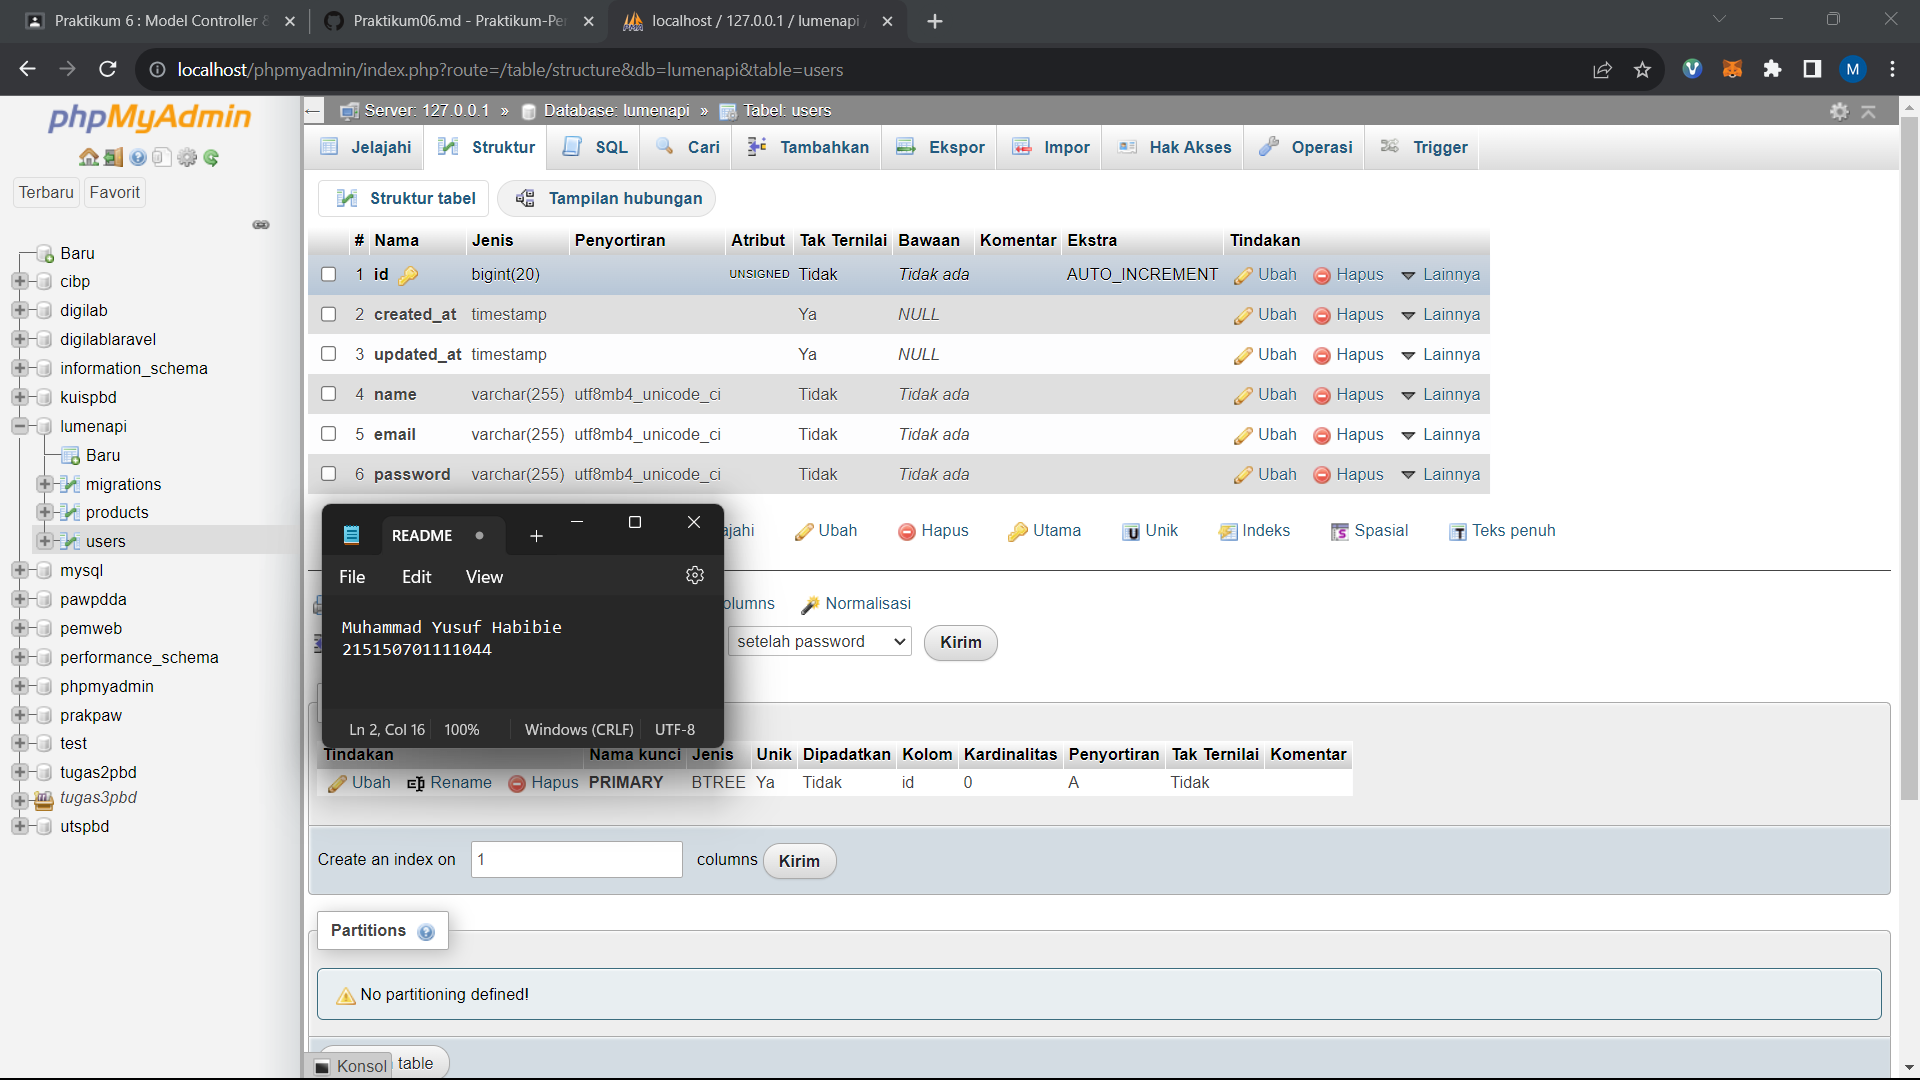 Praktikum 6 : Model Controller &
Praktikum06.md - Praktikum-Pe
localhost / 127.0.0.1 / lumenapi /
localhost/phpmyadmin/index.php?route=/table/structure&db=lumenapi&table=users
M
phpMyAdmin
Terbaru
Favorit
Baru
cibp
digilab
digilablaravel
information_schema
kuispbd
lumenapi
Baru
migrations
products
users
mysql
pawpdda
pemweb
performance_schema
phpmyadmin
prakpaw
test
tugas2pbd
tugas3pbd
utspbd
Server: 127.0.0.1 » Database: lumenapi » Tabel: users
Jelajahi Struktur SQL Cari Tambahkan Ekspor Impor Hak Akses Operasi Trigger
Struktur tabel Tampilan hubungan
# Nama Jenis Penyortiran Atribut Tak Ternilai Bawaan Komentar Ekstra Tindakan
1 id bigint(20) UNSIGNED Tidak Tidak ada AUTO_INCREMENT Ubah Hapus Lainnya
2 created_at timestamp Ya NULL Ubah Hapus Lainnya
3 updated_at timestamp Ya NULL Ubah Hapus Lainnya
4 name varchar(255) utf8mb4_unicode_ci Tidak Tidak ada Ubah Hapus Lainnya
5 email varchar(255) utf8mb4_unicode_ci Tidak Tidak ada Ubah Hapus Lainnya
6 password varchar(255) utf8mb4_unicode_ci Tidak Tidak ada Ubah Hapus Lainnya
ajahi Ubah Hapus Utama Unik Indeks Spasial Teks penuh
olumns Normalisasi
setelah password Kirim
README
File Edit View
Muhammad Yusuf Habibie
215150701111044
Ln 2, Col 16 100% Windows (CRLF) UTF-8
Tindakan Nama kunci Jenis Unik Dipadatkan Kolom Kardinalitas Penyortiran Tak Ternilai Komentar
Ubah Rename Hapus PRIMARY BTREE Ya Tidak id 0 A Tidak
Create an index on 1 columns Kirim
Partitions
No partitioning defined!
Konsol table